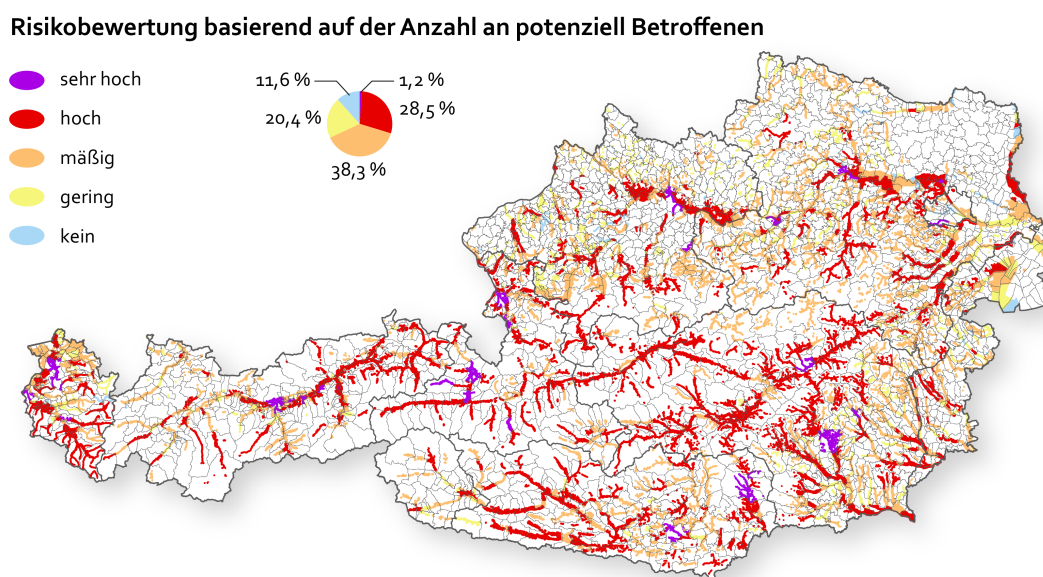 Risikobewertung basierend auf der Anzahl an potenziell Betroffenen
sehr hoch
hoch
mäßig
gering
kein
11,6 %
1,2 %
28,5 %
20,4 %
38,3 %